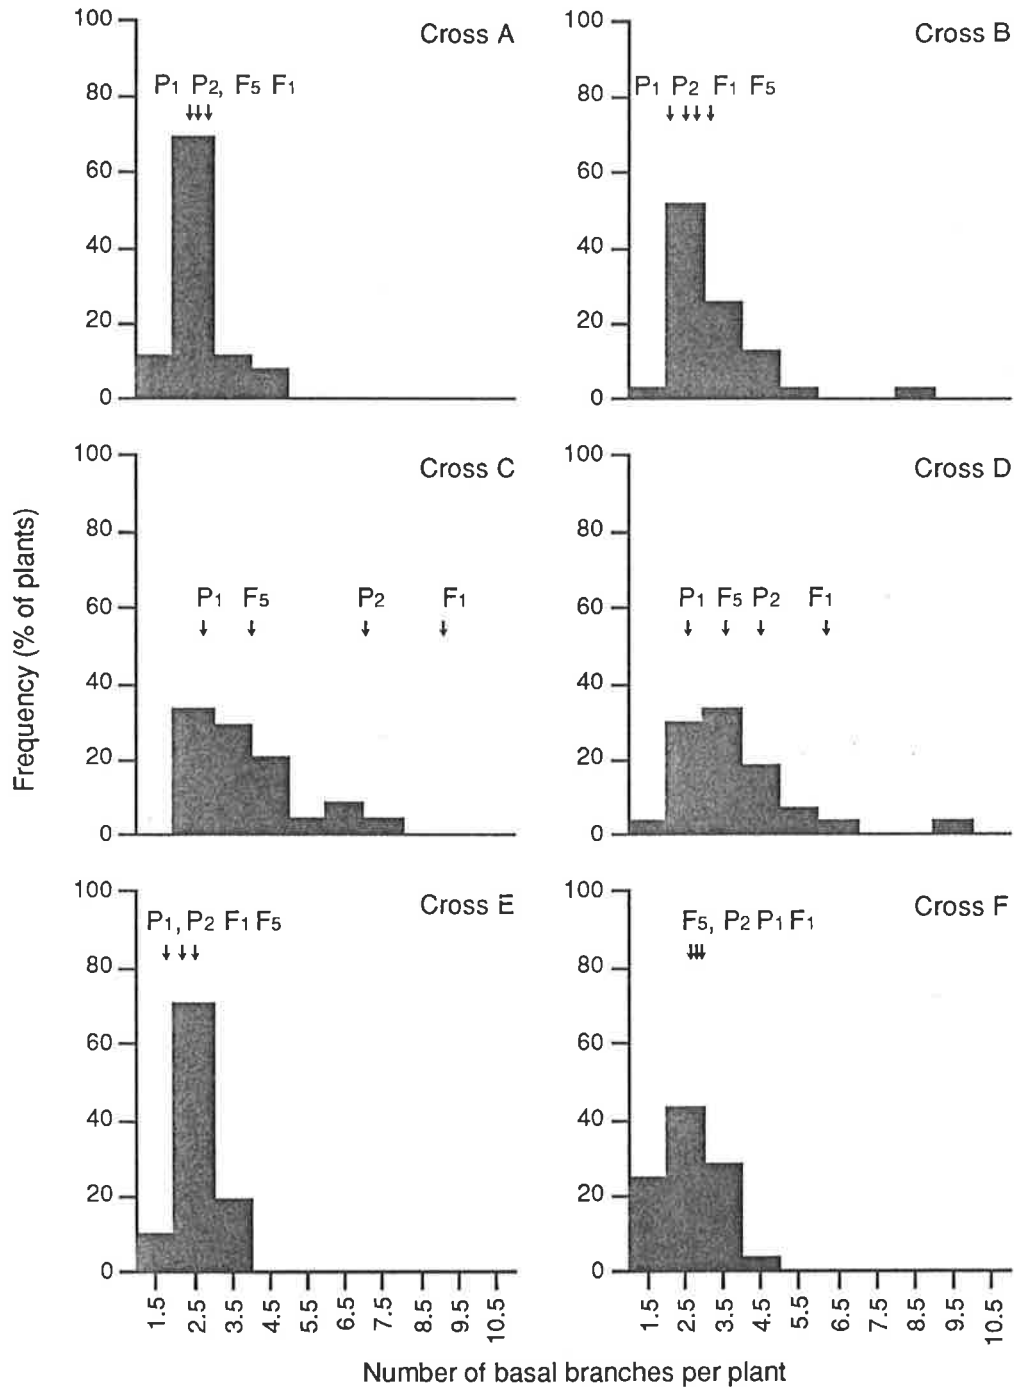 Cross A
P1 P2, F5 F1
100
80
60
40
20
0
Cross B
P1 P2 F1 F5
100
80
60
40
20
0
Cross C
P1 F5 P2 F1
100
80
60
40
20
0
Cross D
P1 F5 P2 F1
100
80
60
40
20
0
Cross E
P1, P2 F1 F5
100
80
60
40
20
0
1.5 2.5 3.5 4.5 5.5 6.5 7.5 8.5 9.5 10.5
Cross F
F5, P2 P1 F1
100
80
60
40
20
0
1.5 2.5 3.5 4.5 5.5 6.5 7.5 8.5 9.5 10.5
Frequency (% of plants)
Number of basal branches per plant